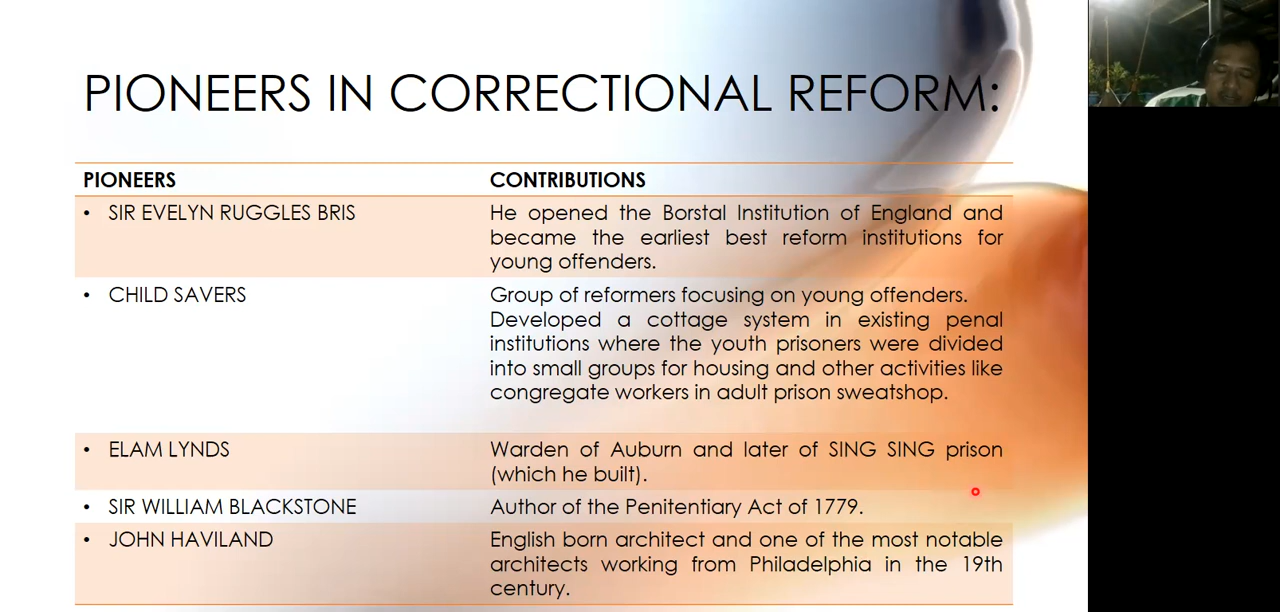 PIONEERS IN CORRECTIONAL REFORM:
PIONEERS CONTRIBUTIONS
• SIR EVELYN RUGGLES BRIS
He opened the Borstal Institution of England and
became the earliest best reform institutions for
young offenders.
• CHILD SAVERS
Group of reformers focusing on young offenders.
Developed a cottage system in existing penal
institutions where the youth prisoners were divided
into small groups for housing and other activities like
congregate workers in adult prison sweatshop.
• ELAM LYNDS
Warden of Auburn and later of SING SING prison
(which he built).
• SIR WILLIAM BLACKSTONE
Author of the Penitentiary Act of 1779.
• JOHN HAVILAND
English born architect and one of the most notable
architects working from Philadelphia in the 19th
century.